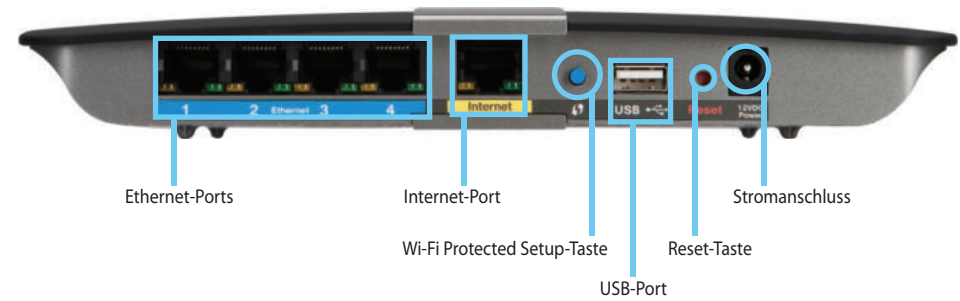 1 2 Ethernet 3 4
Internet
USB
Reset
12VDC
Power
Ethernet-Ports
Internet-Port
Stromanschluss
Wi-Fi Protected Setup-Taste
Reset-Taste
USB-Port